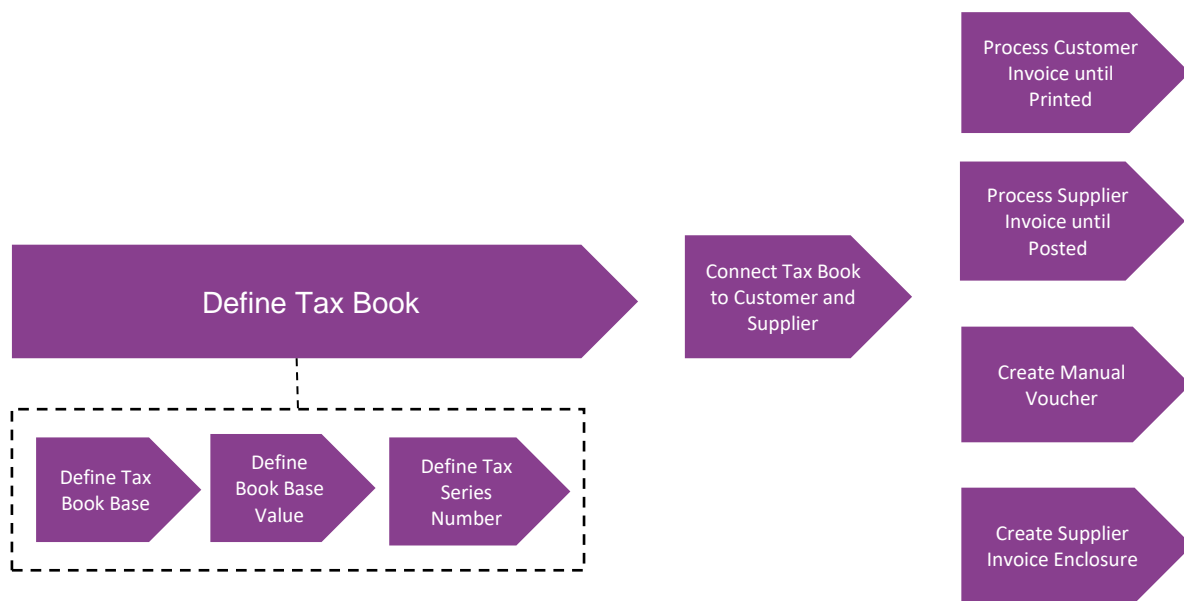 Process Customer
Invoice until
Printed
Process Supplier
Invoice until
Posted
Define Tax Book
Connect Tax Book
to Customer and
Supplier
Create Manual
Voucher
Define Tax
Book Base
Define
Book Base
Value
Define Tax
Series
Number
Create Supplier
Invoice Enclosure